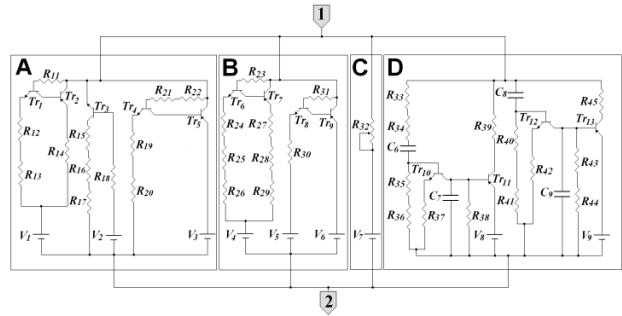 1
A
B
C
D
R11
Tr1
Tr2
Tr3
R12
R13
R14
R15
R16
R17
R18
V1
V2
R21
R22
Tr4
Tr5
R19
R20
V3
R23
Tr6
Tr7
R24
R25
R26
R27
R28
R29
V4
R31
Tr8
Tr9
R30
V5
V6
R32
V7
R33
R34
C6
R35
R36
Tr10
R37
C7
R38
R39
Tr11
V8
C8
R40
R41
Tr12
R42
C9
Tr13
R45
R43
R44
V9
2